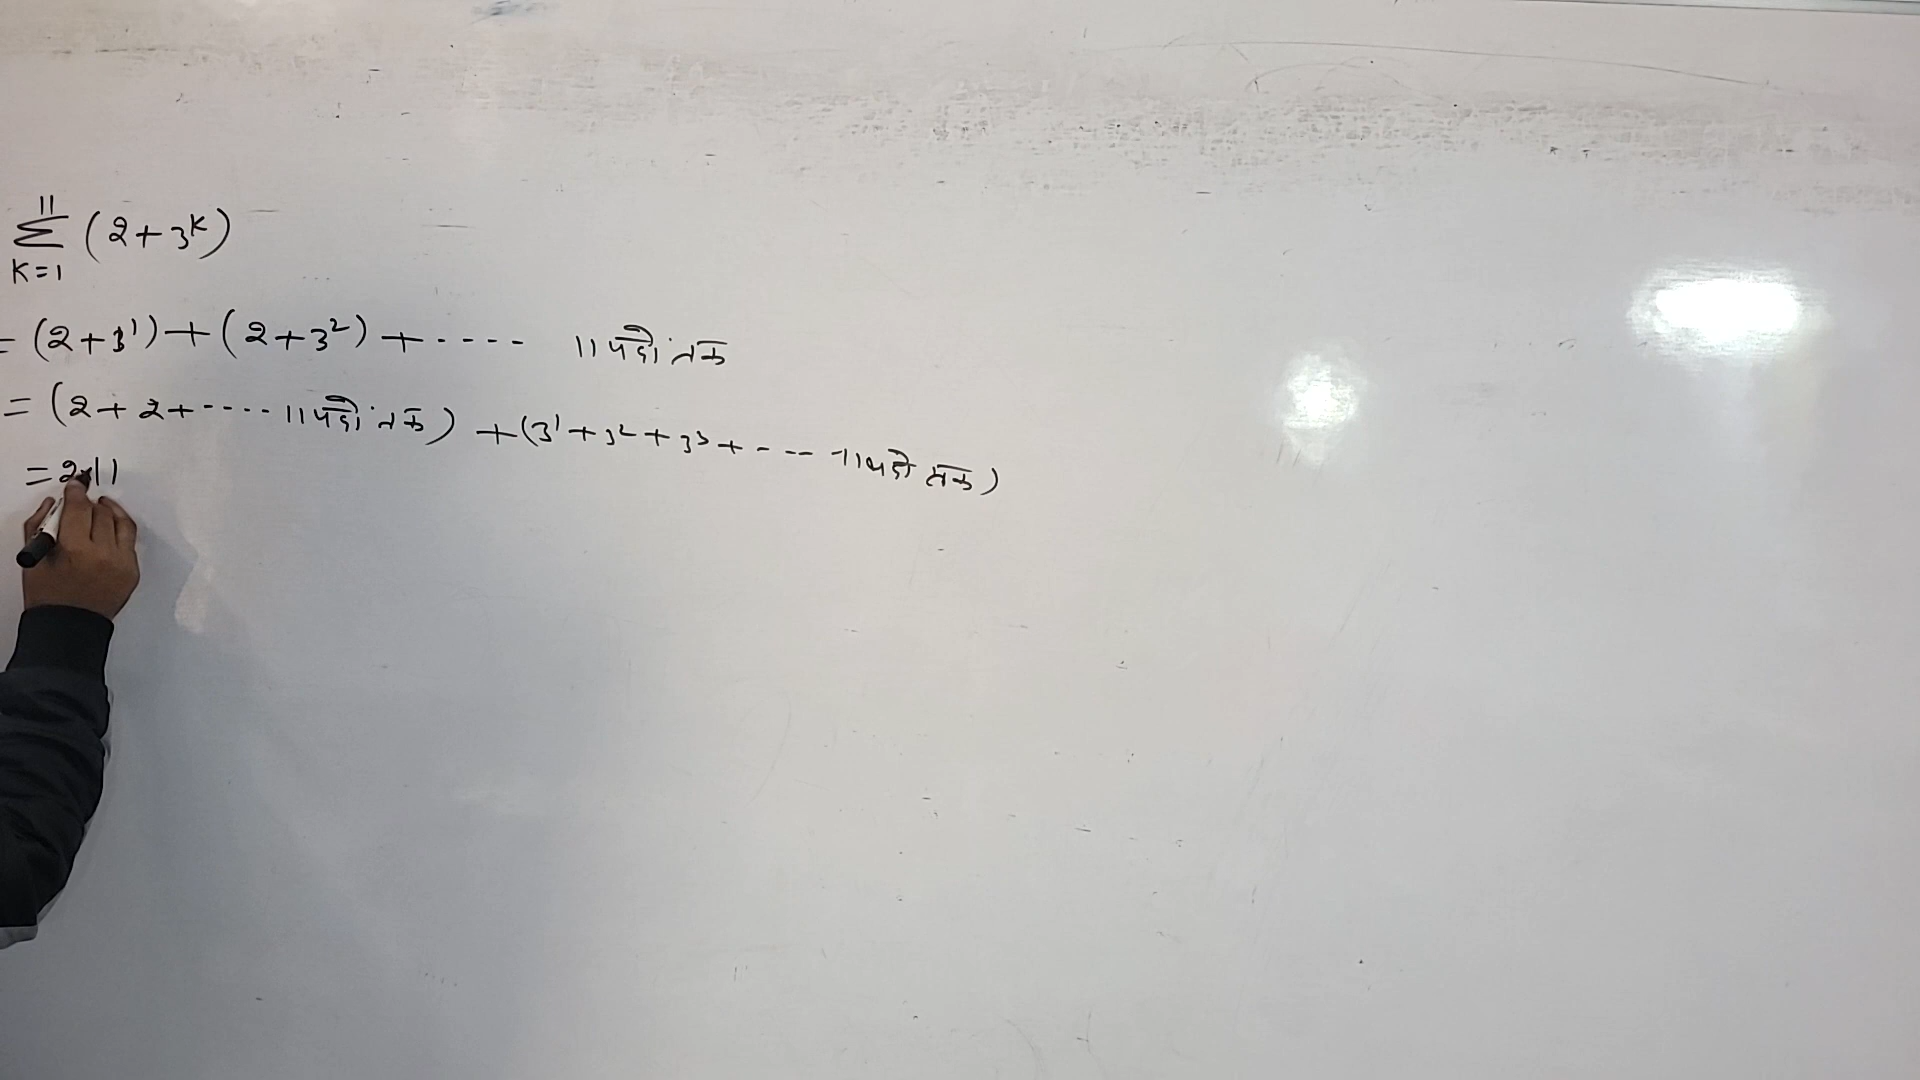 11
Σ (2+3^K)
K=1
= (2+3¹)+(2+3²)+---- 11 पदों तक
= (2+2+---- 11 पदों तक) +(3¹+3²+3³+--- 11 पदों तक)
= 2×11